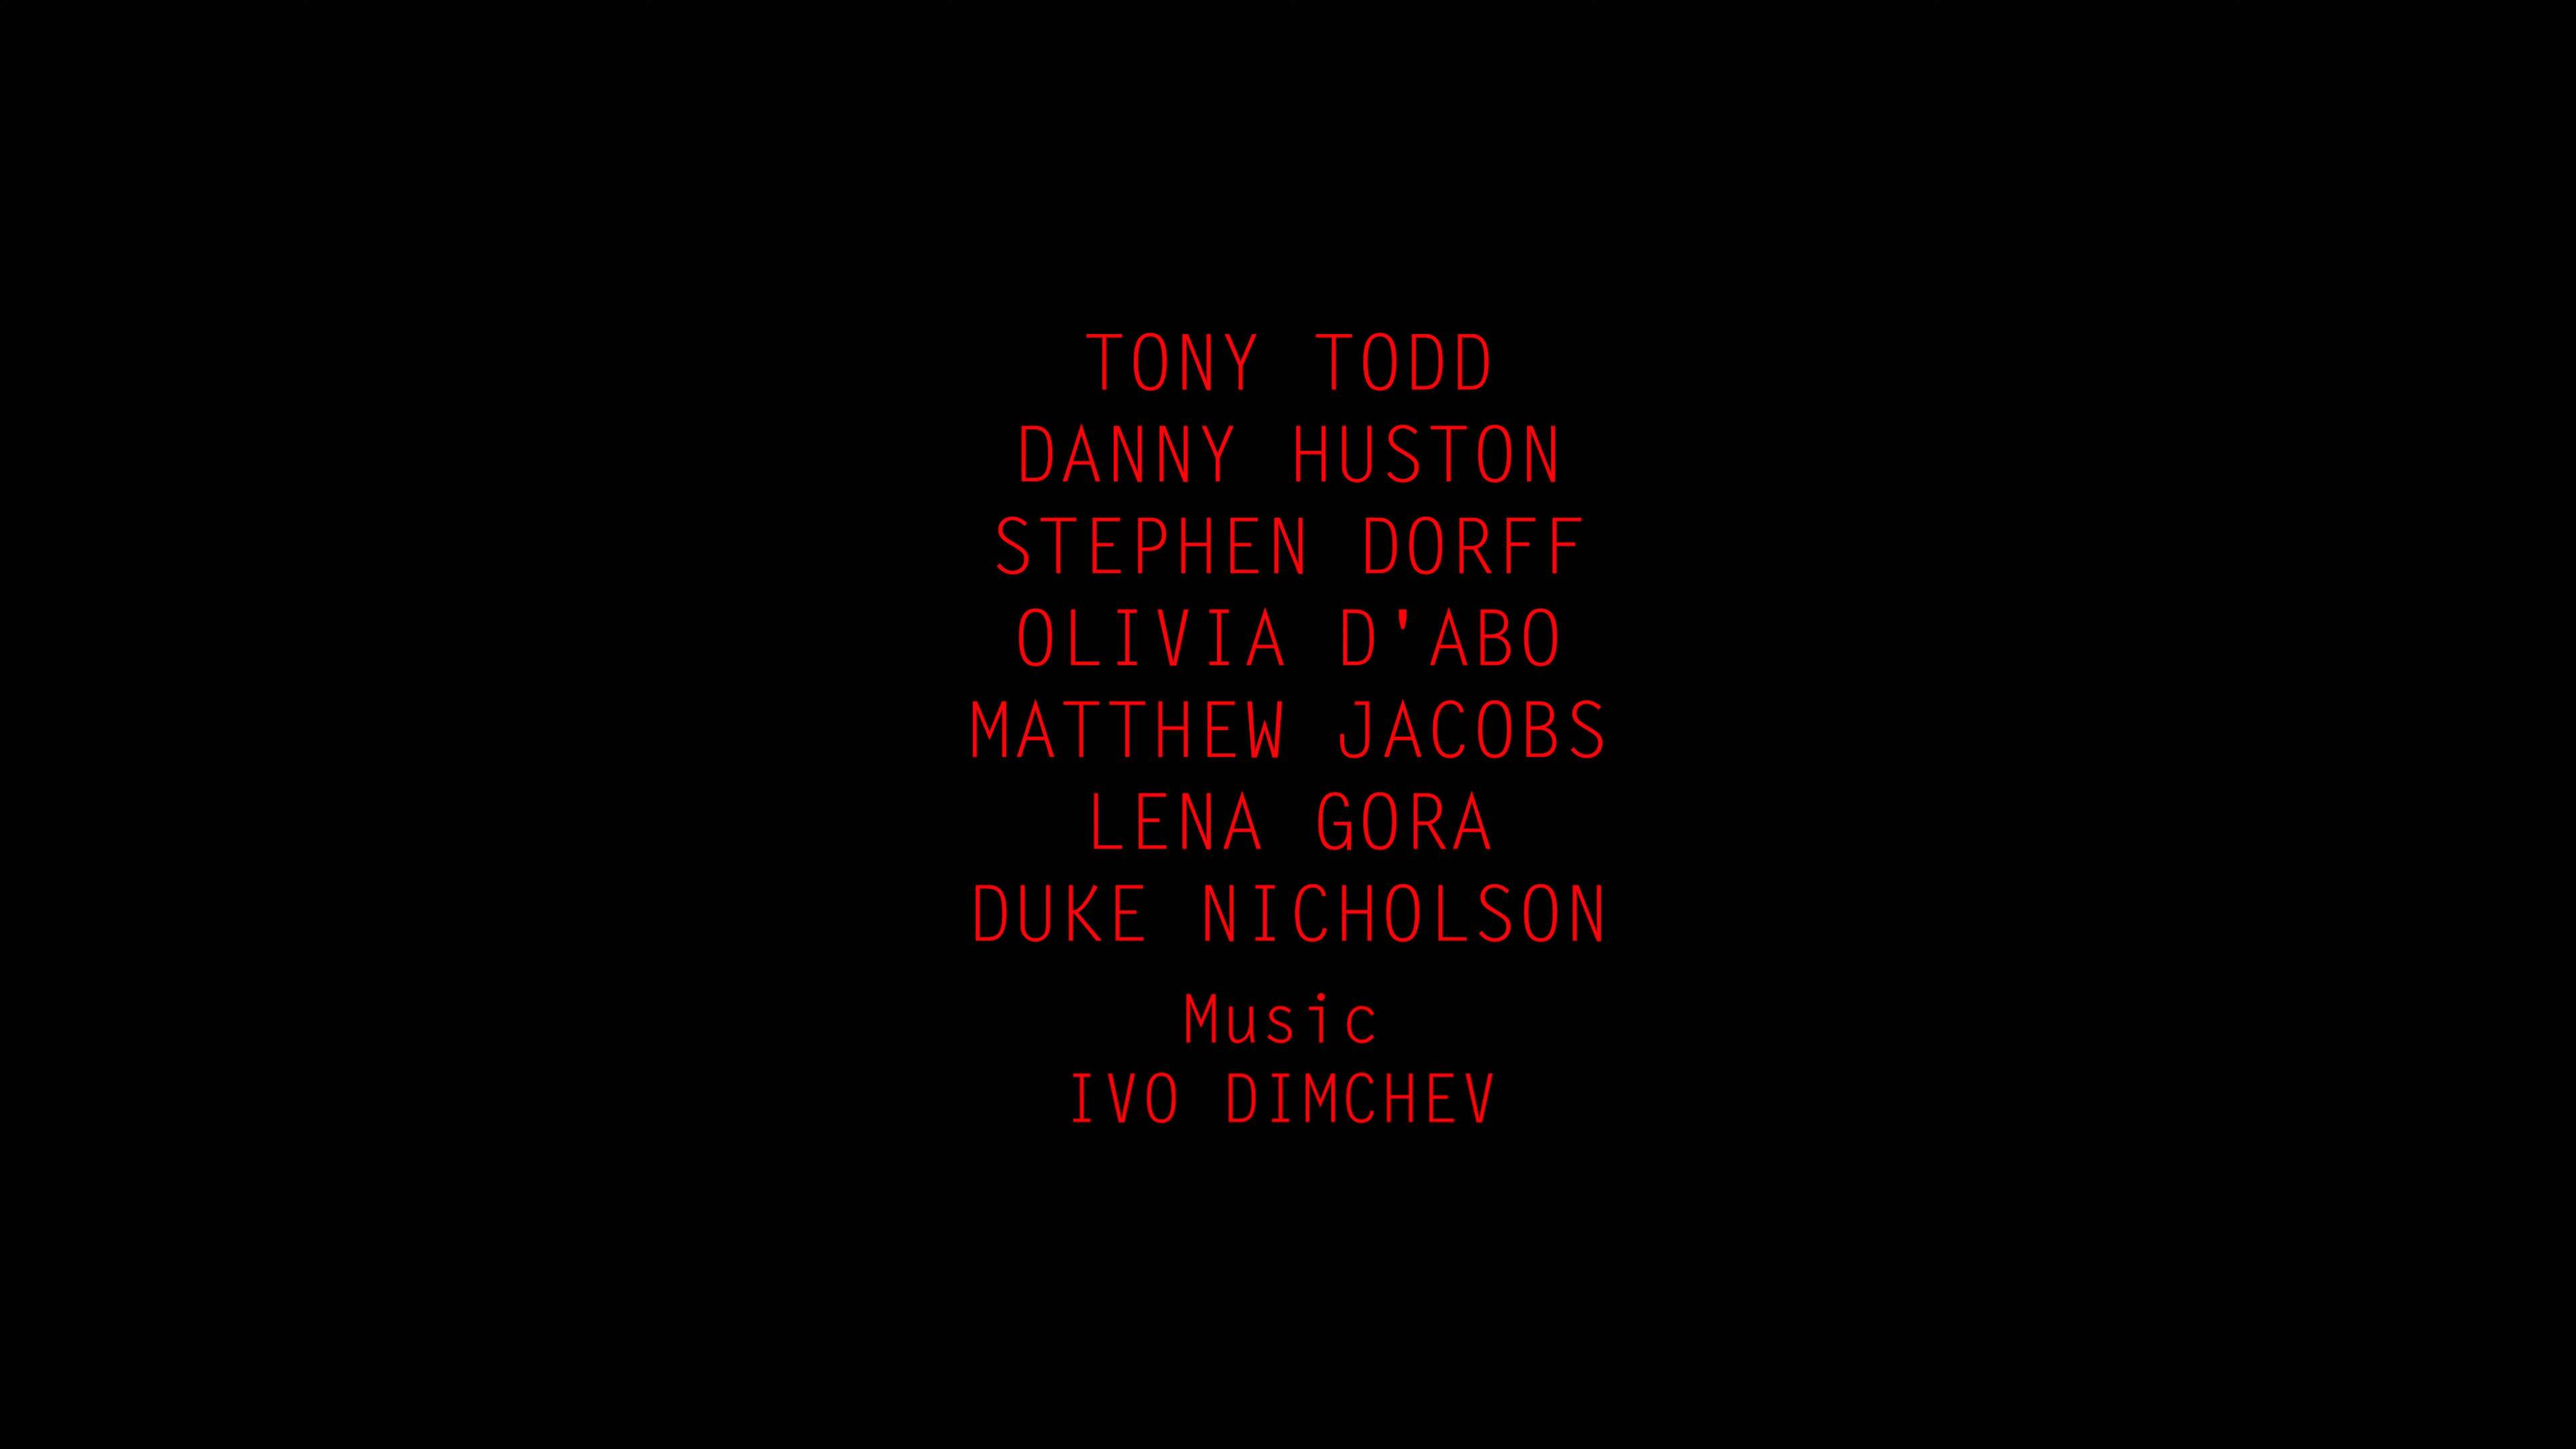 TONY TODD
DANNY HUSTON
STEPHEN DORFF
OLIVIA D'ABO
MATTHEW JACOBS
LENA GORA
DUKE NICHOLSON
Music
IVO DIMCHEV